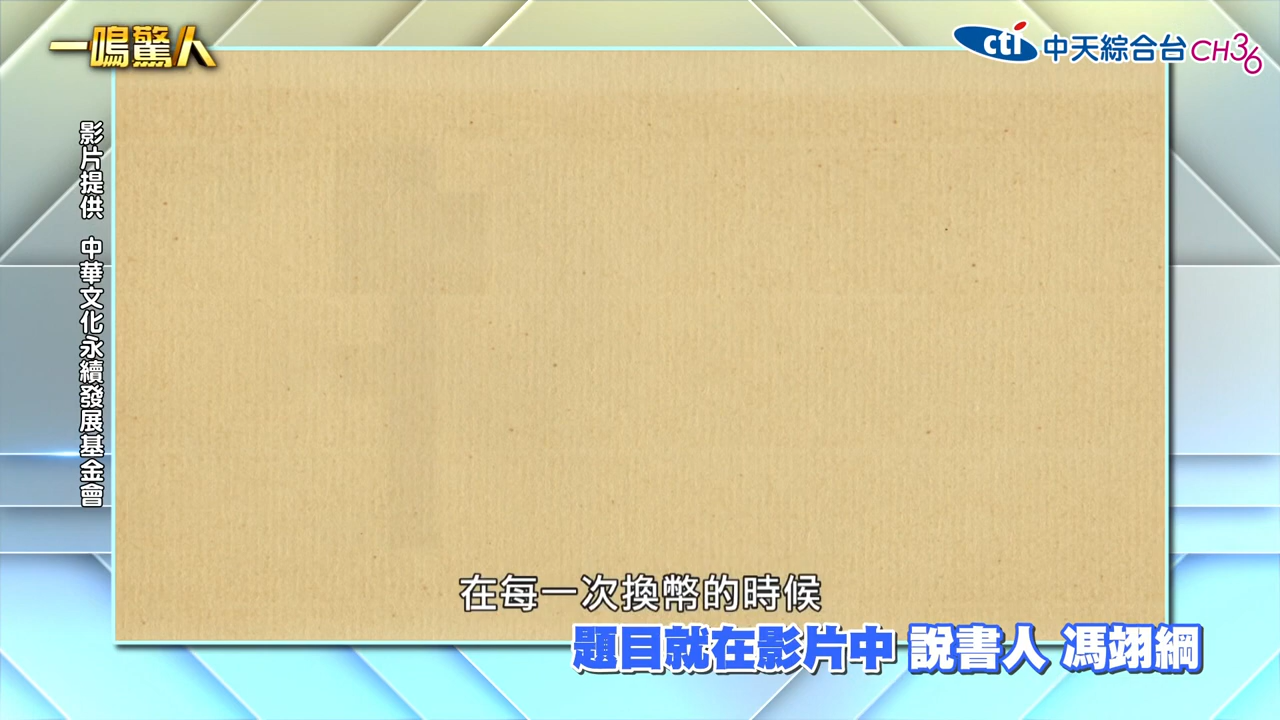 一鳴驚人
cti 中天綜合台 CH36
影片提供 中華文化永續發展基金會
在每一次換幣的時候
題目就在影片中 說書人 馮翊綱